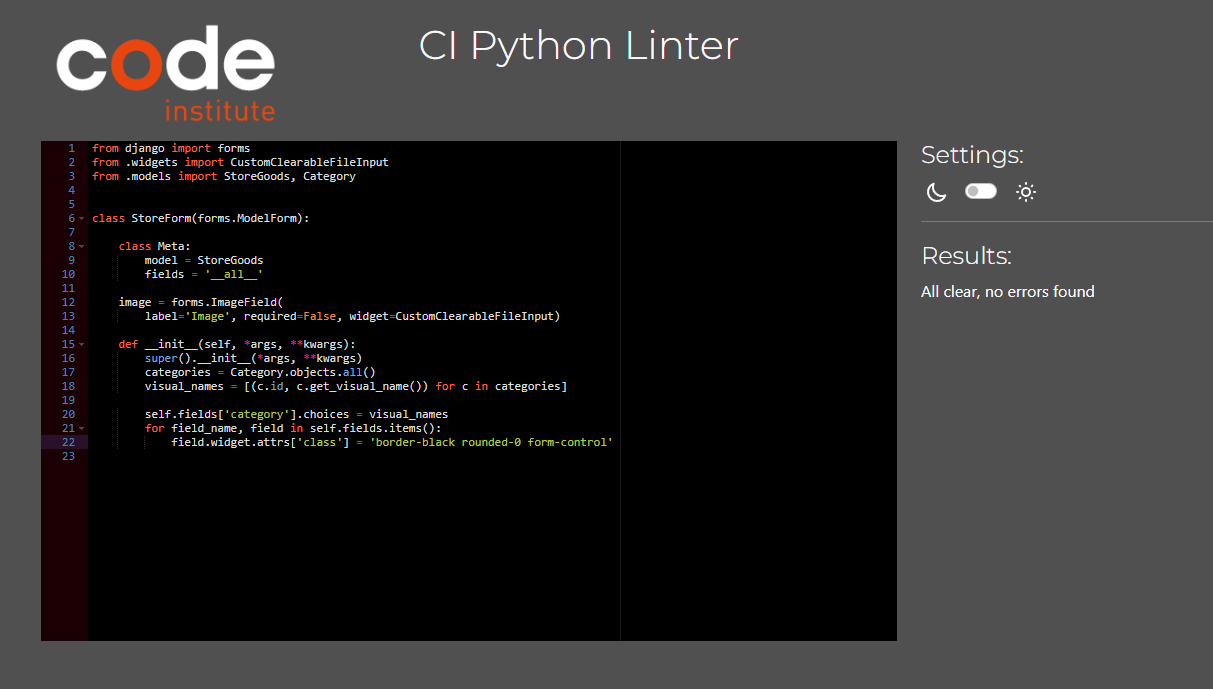 code
institute
CI Python Linter
1 from django import forms
2 from .widgets import CustomClearableFileInput
3 from .models import StoreGoods, Category
4
5
6 class StoreForm(forms.ModelForm):
7
8     class Meta:
9         model = StoreGoods
10         fields = '__all__'
11
12     image = forms.ImageField(
13         label='Image', required=False, widget=CustomClearableFileInput)
14
15     def __init__(self, *args, **kwargs):
16         super().__init__(*args, **kwargs)
17         categories = Category.objects.all()
18         visual_names = [(c.id, c.get_visual_name()) for c in categories]
19
20         self.fields['category'].choices = visual_names
21         for field_name, field in self.fields.items():
22             field.widget.attrs['class'] = 'border-black rounded-0 form-control'
23
Settings:
Results:
All clear, no errors found